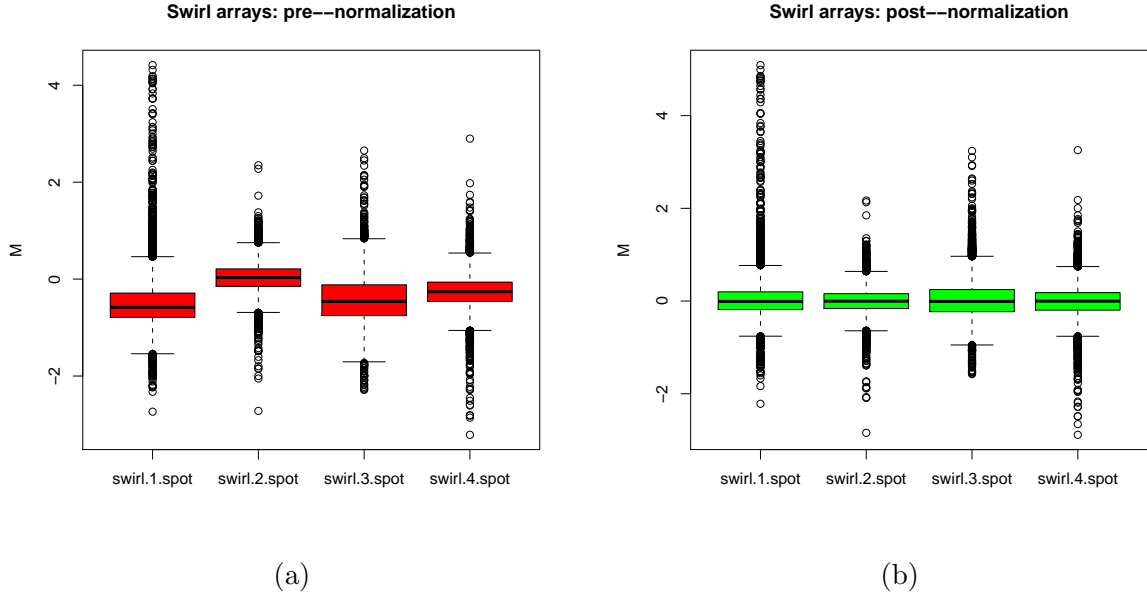 Swirl arrays: pre−−normalization
4
2
0
−2
M
swirl.1.spot swirl.2.spot swirl.3.spot swirl.4.spot
(a)
Swirl arrays: post−−normalization
4
2
0
−2
M
swirl.1.spot swirl.2.spot swirl.3.spot swirl.4.spot
(b)